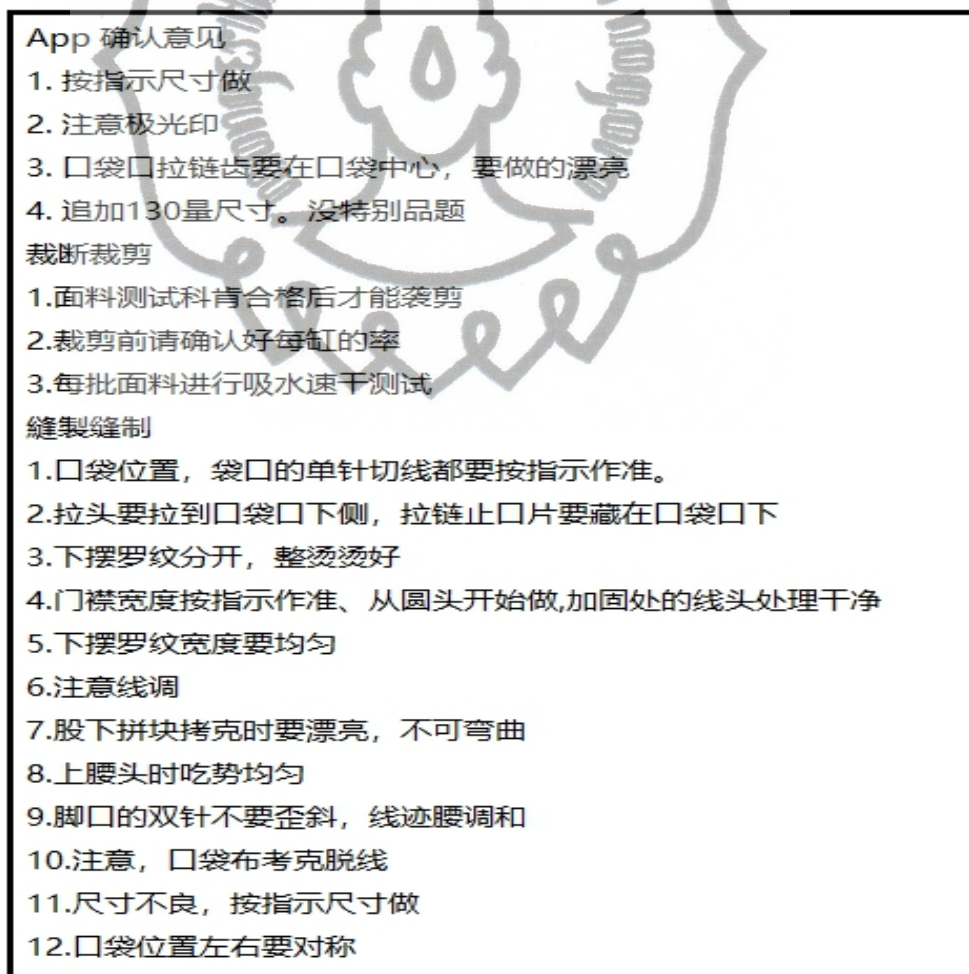 App 确认意见
1. 按指示尺寸做
2. 注意极光印
3. 口袋口拉链齿要在口袋中心，要做的漂亮
4. 追加130量尺寸。没特别品题
裁断裁剪
1.面料测试科肯合格后才能袭剪
2.裁剪前请确认好每缸的率
3.每批面料进行吸水速干测试
縫製缝制
1.口袋位置，袋口的单针切线都要按指示作准。
2.拉头要拉到口袋口下侧，拉链止口片要藏在口袋口下
3.下摆罗纹分开，整烫烫好
4.门襟宽度按指示作准、从圆头开始做,加固处的线头处理干净
5.下摆罗纹宽度要均匀
6.注意线调
7.股下拼块拷克时要漂亮，不可弯曲
8.上腰头时吃势均匀
9.脚口的双针不要歪斜，线迹腰调和
10.注意，口袋布考克脱线
11.尺寸不良，按指示尺寸做
12.口袋位置左右要对称